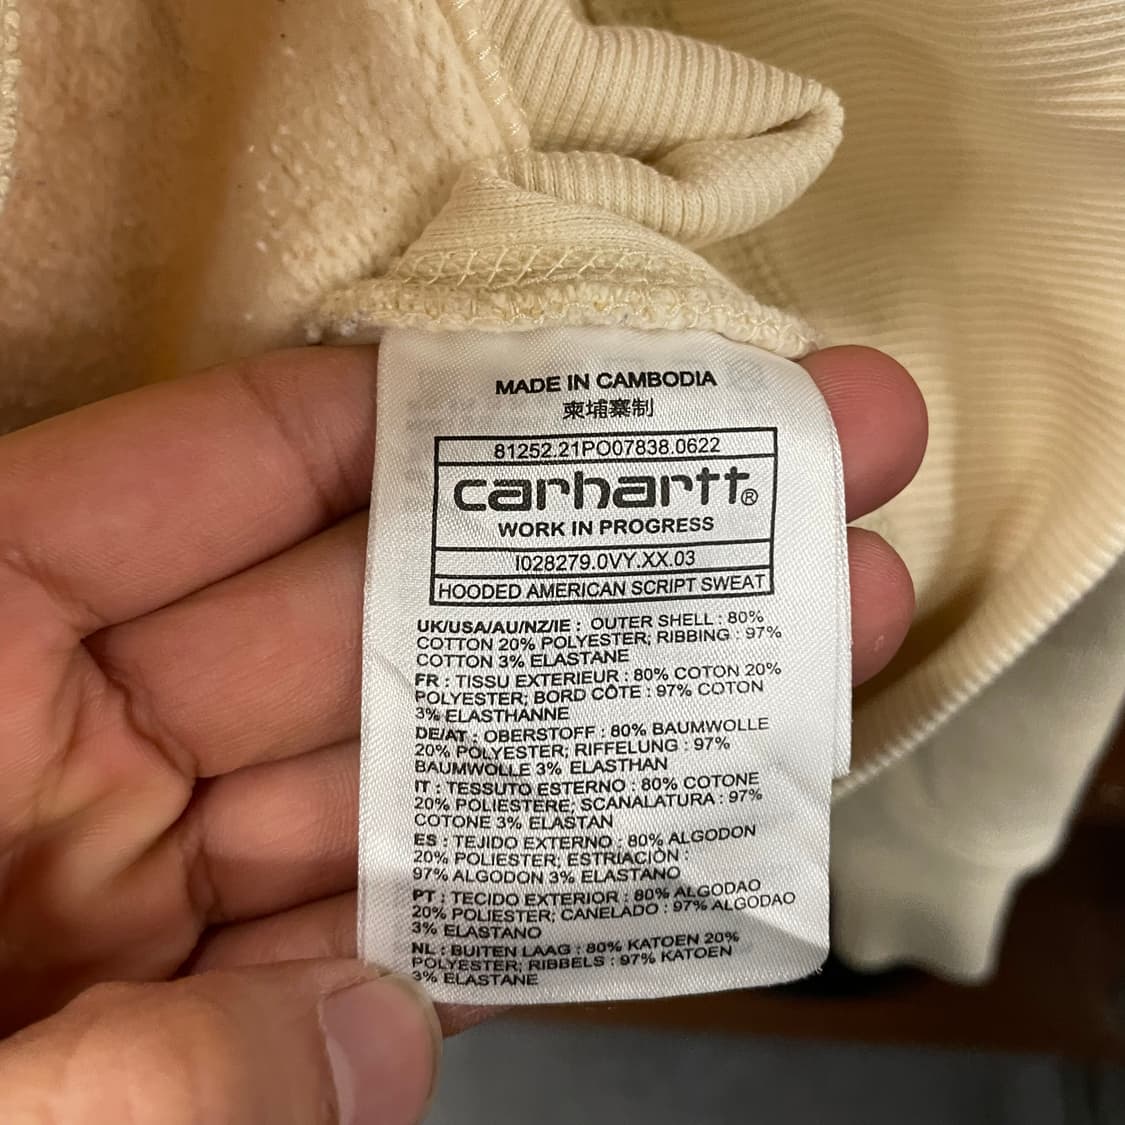 MADE IN CAMBODIA
柬埔寨制
81252.21PO07838.0622
carhartt®
WORK IN PROGRESS
I028279.0VY.XX.03
HOODED AMERICAN SCRIPT SWEAT
UK/USA/AU/NZ/IE : OUTER SHELL : 80%
COTTON 20% POLYESTER; RIBBING : 97%
COTTON 3% ELASTANE
FR : TISSU EXTERIEUR : 80% COTON 20%
POLYESTER; BORD CÔTE : 97% COTON
3% ELASTHANNE
DE/AT : OBERSTOFF : 80% BAUMWOLLE
20% POLYESTER; RIFFELUNG : 97%
BAUMWOLLE 3% ELASTHAN
IT : TESSUTO ESTERNO : 80% COTONE
20% POLIESTERE; SCANALATURA : 97%
COTONE 3% ELASTAN
ES : TEJIDO EXTERNO : 80% ALGODON
20% POLIESTER; ESTRIACIÒN :
97% ALGODON 3% ELASTANO
PT : TECIDO EXTERIOR : 80% ALGODAO
20% POLIESTER; CANELADO : 97% ALGODAO
3% ELASTANO
NL : BUITEN LAAG : 80% KATOEN 20%
POLYESTER; RIBBELS : 97% KATOEN
3% ELASTANE